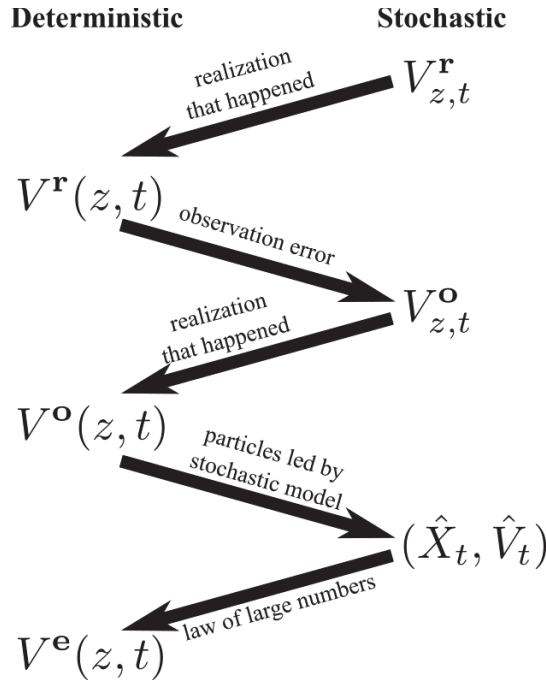 Deterministic Stochastic
realization
that happened
V^r_{z,t}
V^r(z, t)
observation error
V^o_{z,t}
realization
that happened
V^o(z, t)
particles led by
stochastic model
(X̂_t, V̂_t)
law of large numbers
V^e(z, t)